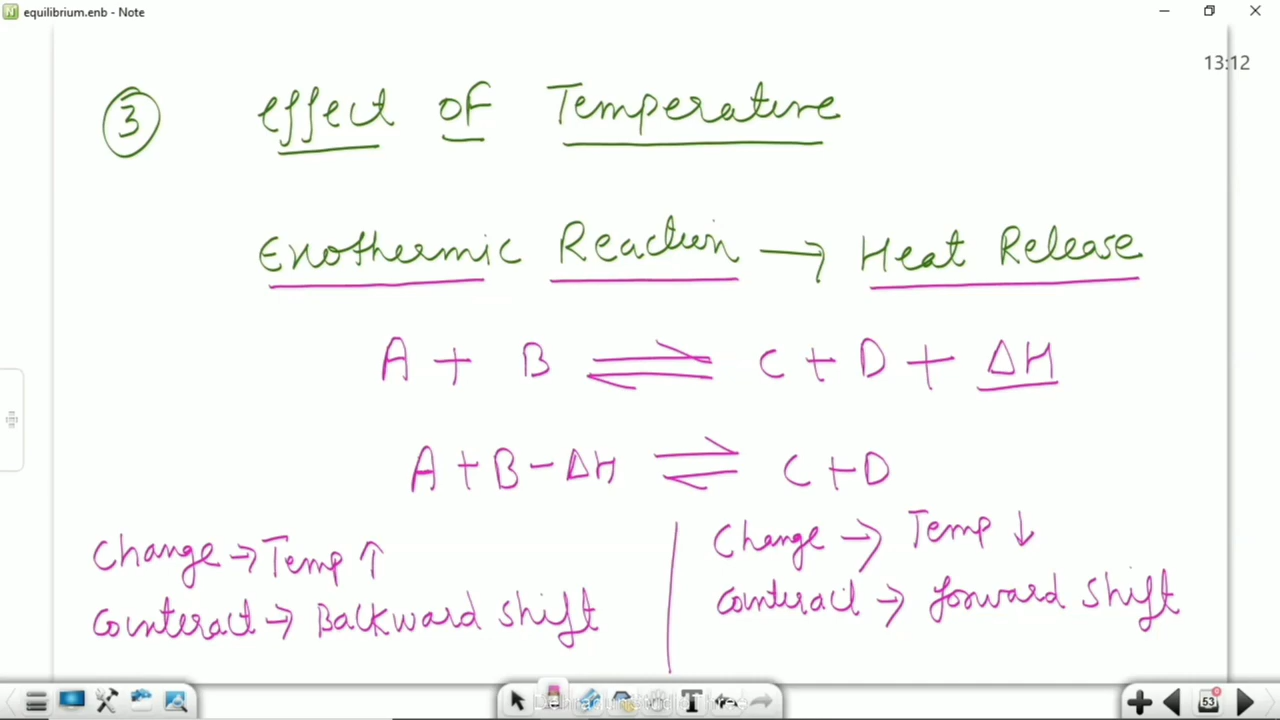 equilibrium.enb - Note
13:12
③ Effect of Temperature
Exothermic Reaction → Heat Release
A + B ⇌ C + D + ΔH
A + B - ΔH ⇌ C + D
Change → Temp ↑
Counteract → Backward shift
Change → Temp ↓
Counteract → forward shift
T
53